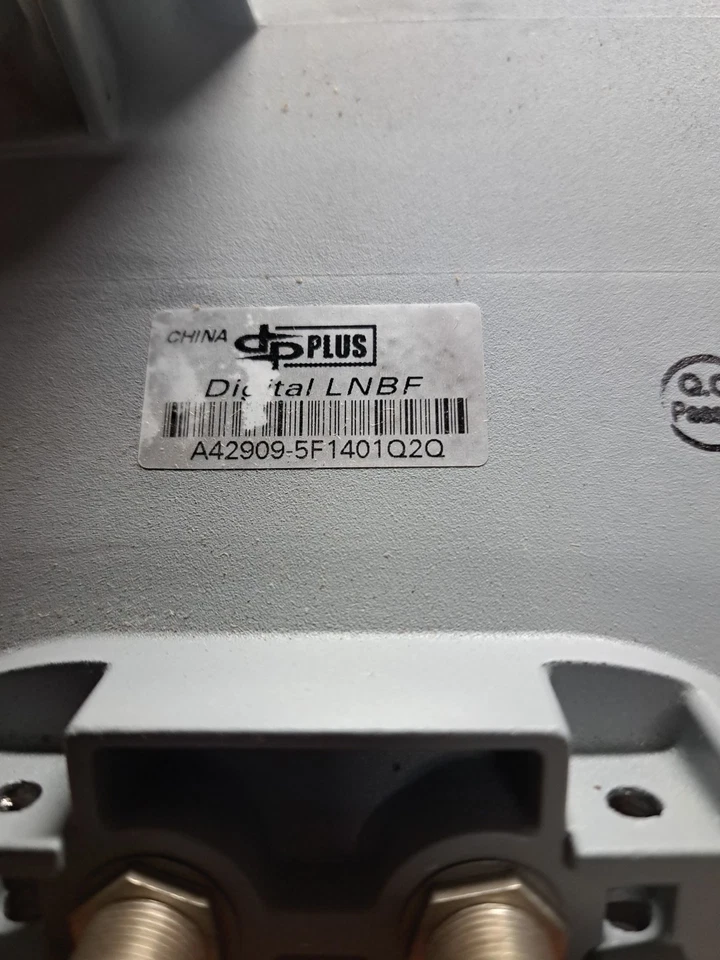 CHINA dp PLUS
Digital LNBF
A42909-5F1401Q2Q